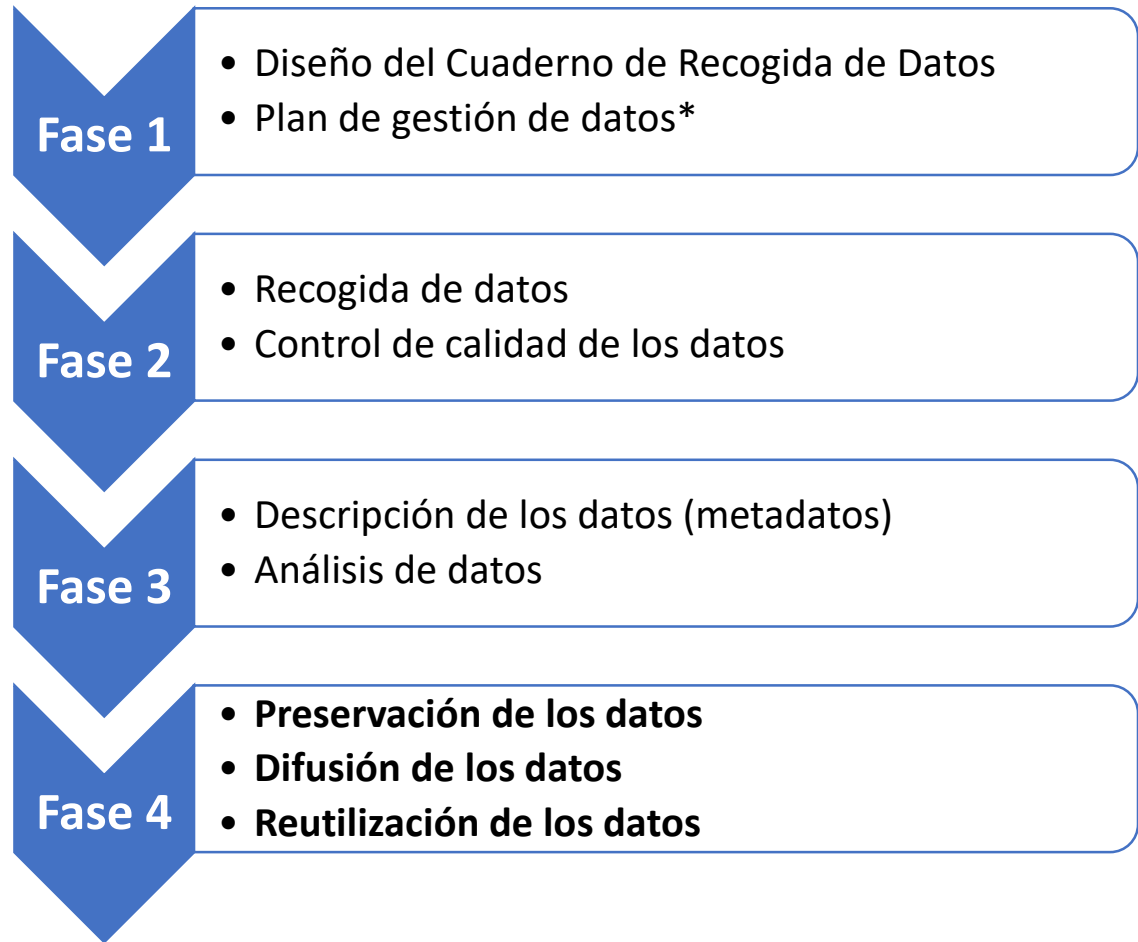 Fase 1
• Diseño del Cuaderno de Recogida de Datos
• Plan de gestión de datos*
Fase 2
• Recogida de datos
• Control de calidad de los datos
Fase 3
• Descripción de los datos (metadatos)
• Análisis de datos
Fase 4
• Preservación de los datos
• Difusión de los datos
• Reutilización de los datos